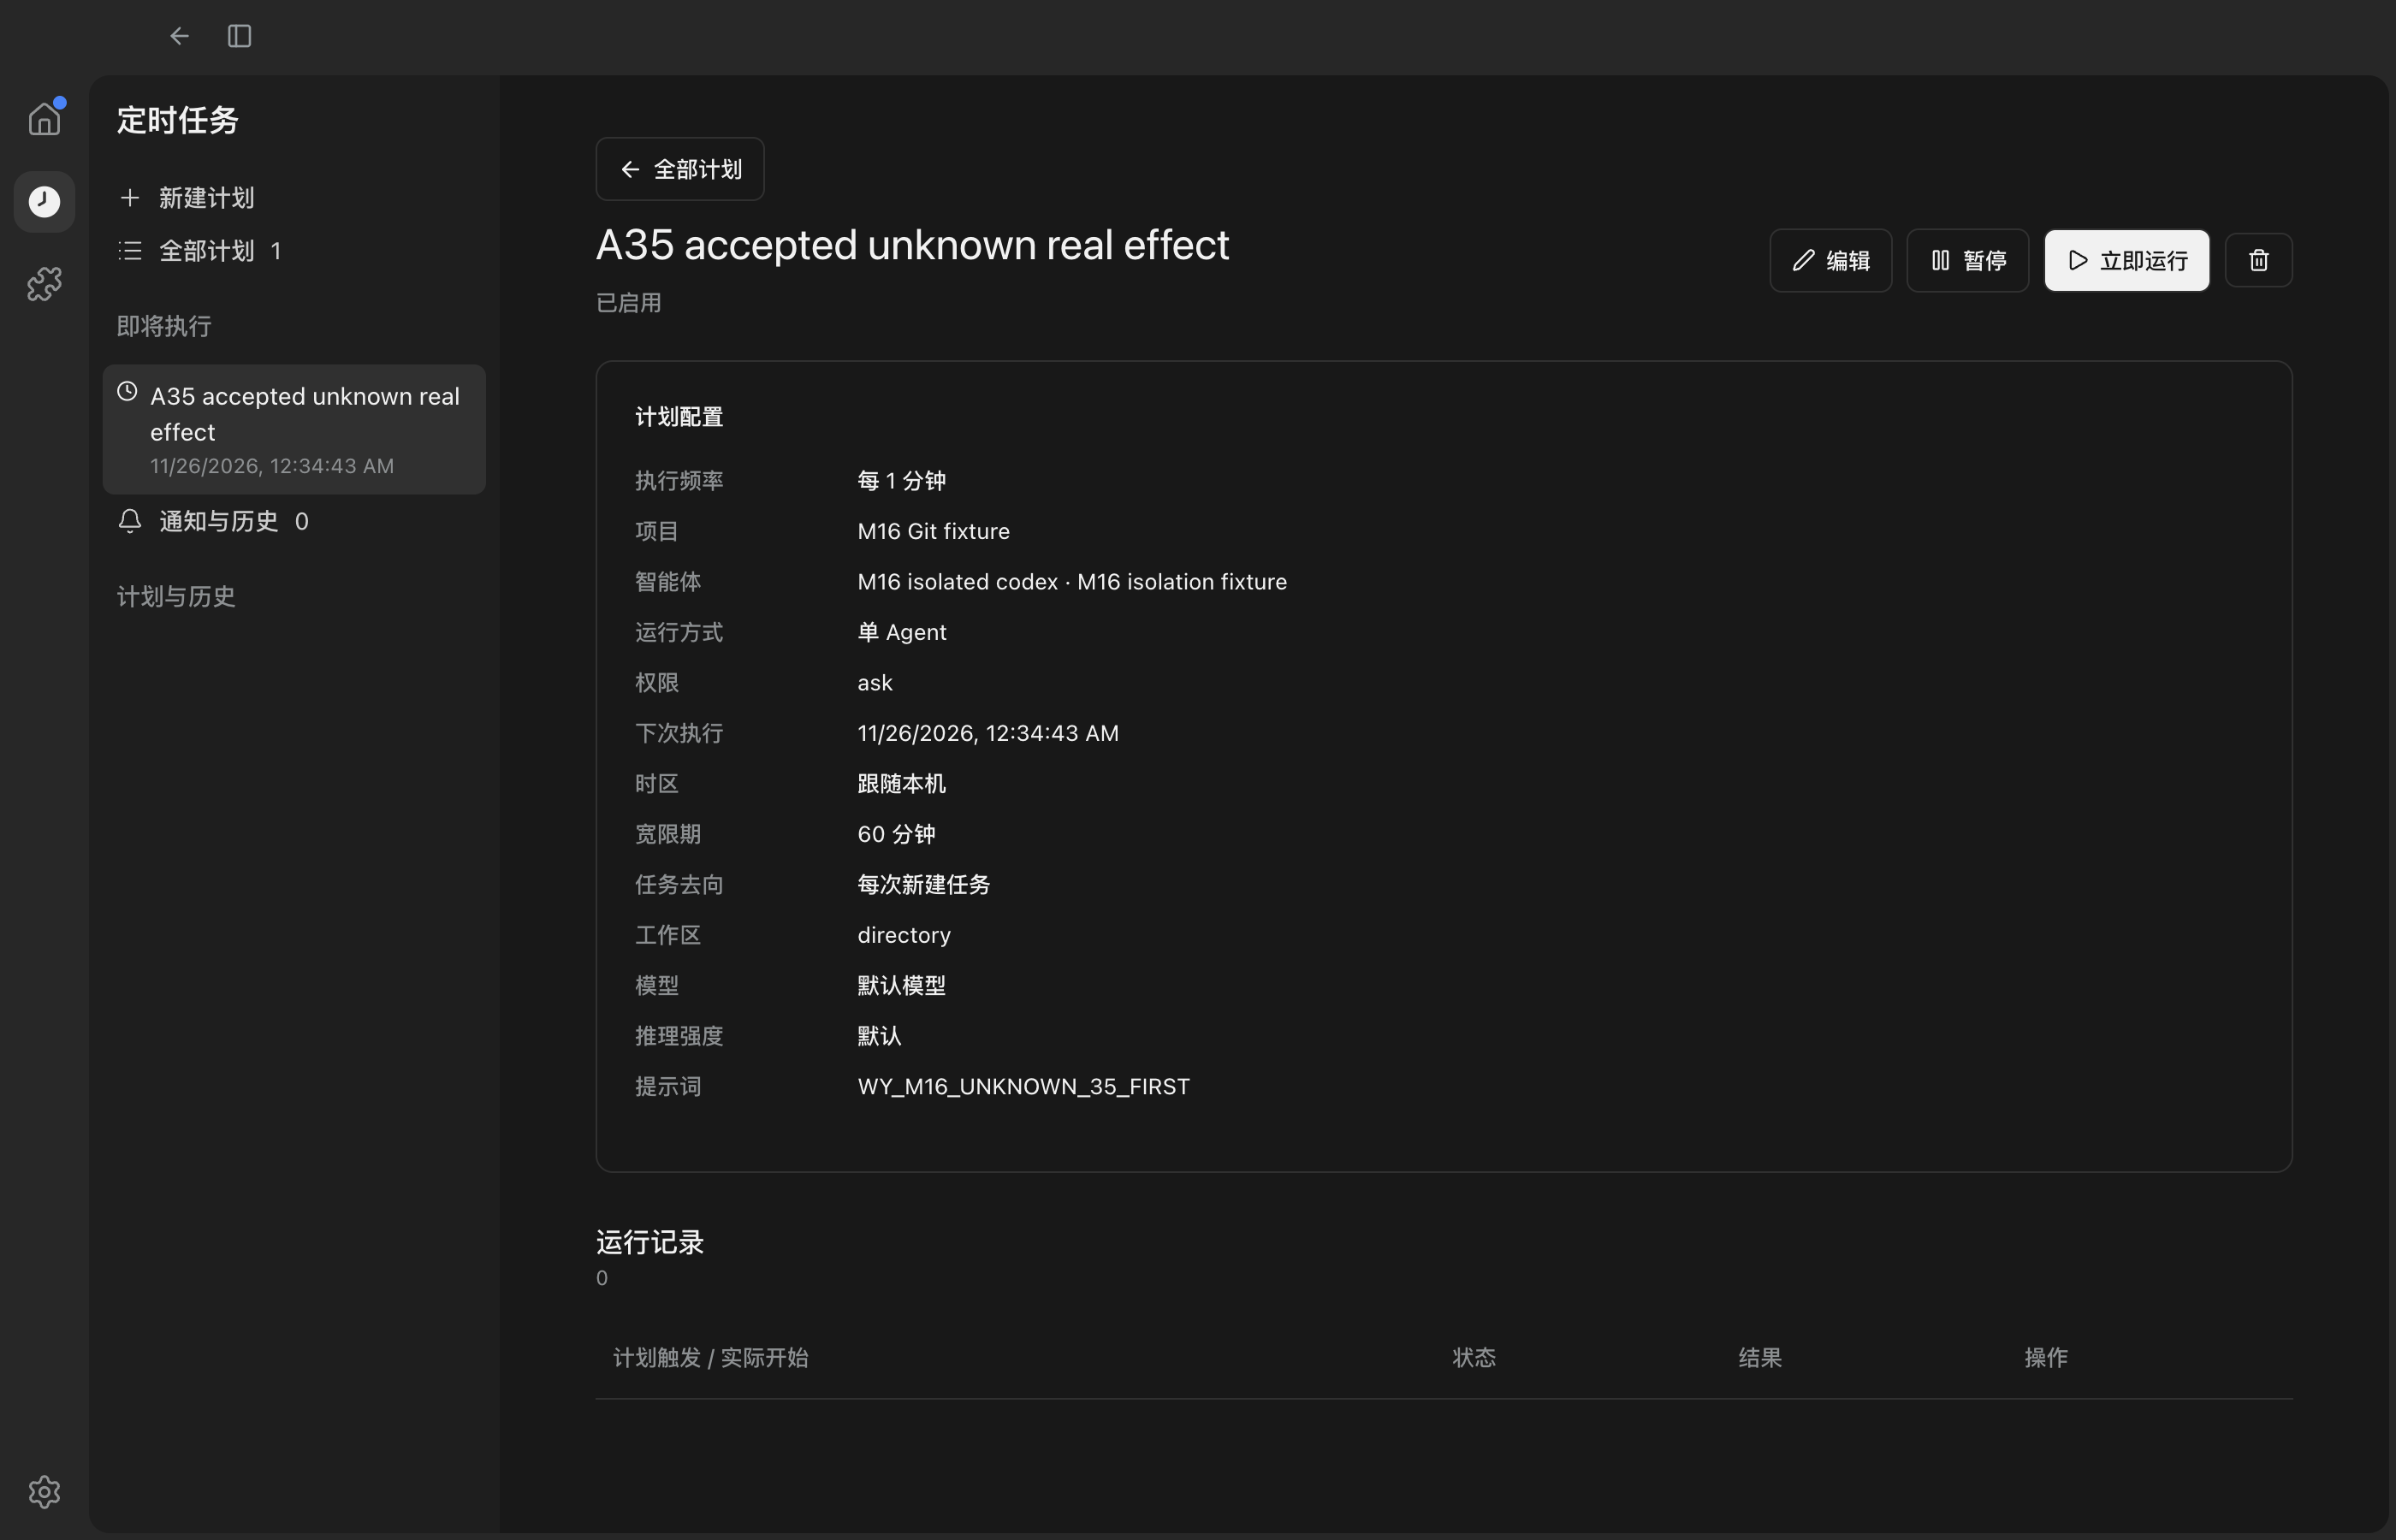 定时任务
新建计划
全部计划 1
即将执行
A35 accepted unknown real
effect
11/26/2026, 12:34:43 AM
通知与历史 0
计划与历史
全部计划
A35 accepted unknown real effect
已启用
编辑
暂停
立即运行
计划配置
执行频率 每 1 分钟
项目 M16 Git fixture
智能体 M16 isolated codex · M16 isolation fixture
运行方式 单 Agent
权限 ask
下次执行 11/26/2026, 12:34:43 AM
时区 跟随本机
宽限期 60 分钟
任务去向 每次新建任务
工作区 directory
模型 默认模型
推理强度 默认
提示词 WY_M16_UNKNOWN_35_FIRST
运行记录
0
计划触发 / 实际开始 状态 结果 操作